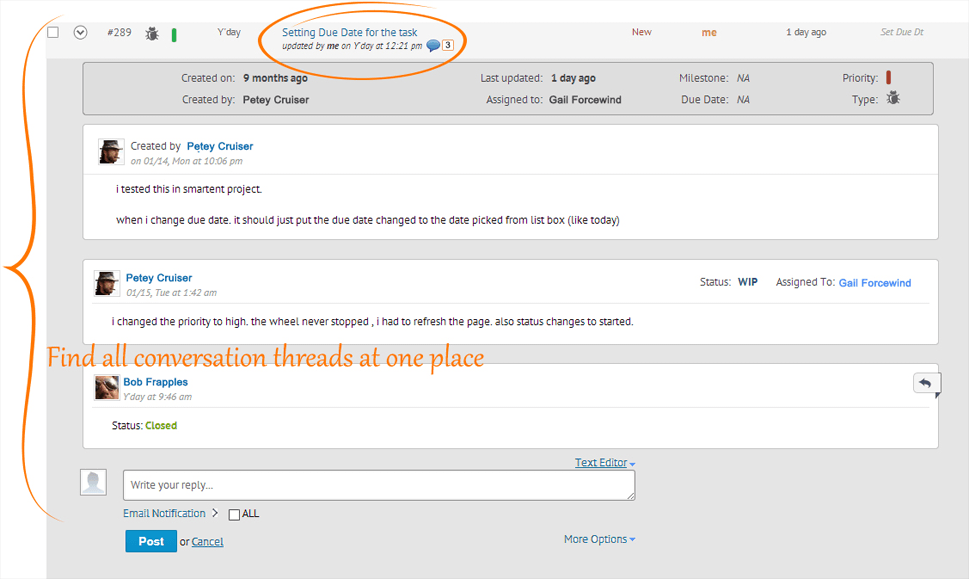 #289 Y'day Setting Due Date for the task New me 1 day ago Set Due Dt
updated by me on Y'day at 12:21 pm 3
Created on: 9 months ago Last updated: 1 day ago Milestone: NA Priority:
Created by: Petey Cruiser Assigned to: Gail Forcewind Due Date: NA Type:
Created by Petey Cruiser
on 01/14, Mon at 10:06 pm
i tested this in smartent project.
when i change due date. it should just put the due date changed to the date picked from list box (like today)
Petey Cruiser Status: WIP Assigned To: Gail Forcewind
01/15, Tue at 1:42 am
i changed the priority to high. the wheel never stopped , i had to refresh the page. also status changes to started.
Find all conversation threads at one place
Bob Frapples
Y'day at 9:46 am
Status: Closed
Text Editor
Write your reply...
Email Notification > ALL
Post or Cancel More Options